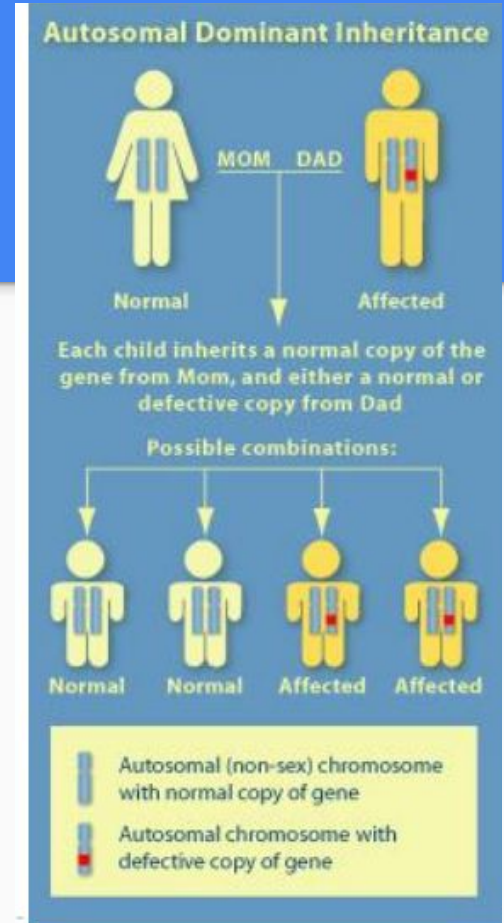 Autosomal Dominant Inheritance
MOM DAD
Normal Affected
Each child inherits a normal copy of the
gene from Mom, and either a normal or
defective copy from Dad
Possible combinations:
Normal Normal Affected Affected
Autosomal (non-sex) chromosome
with normal copy of gene
Autosomal chromosome with
defective copy of gene